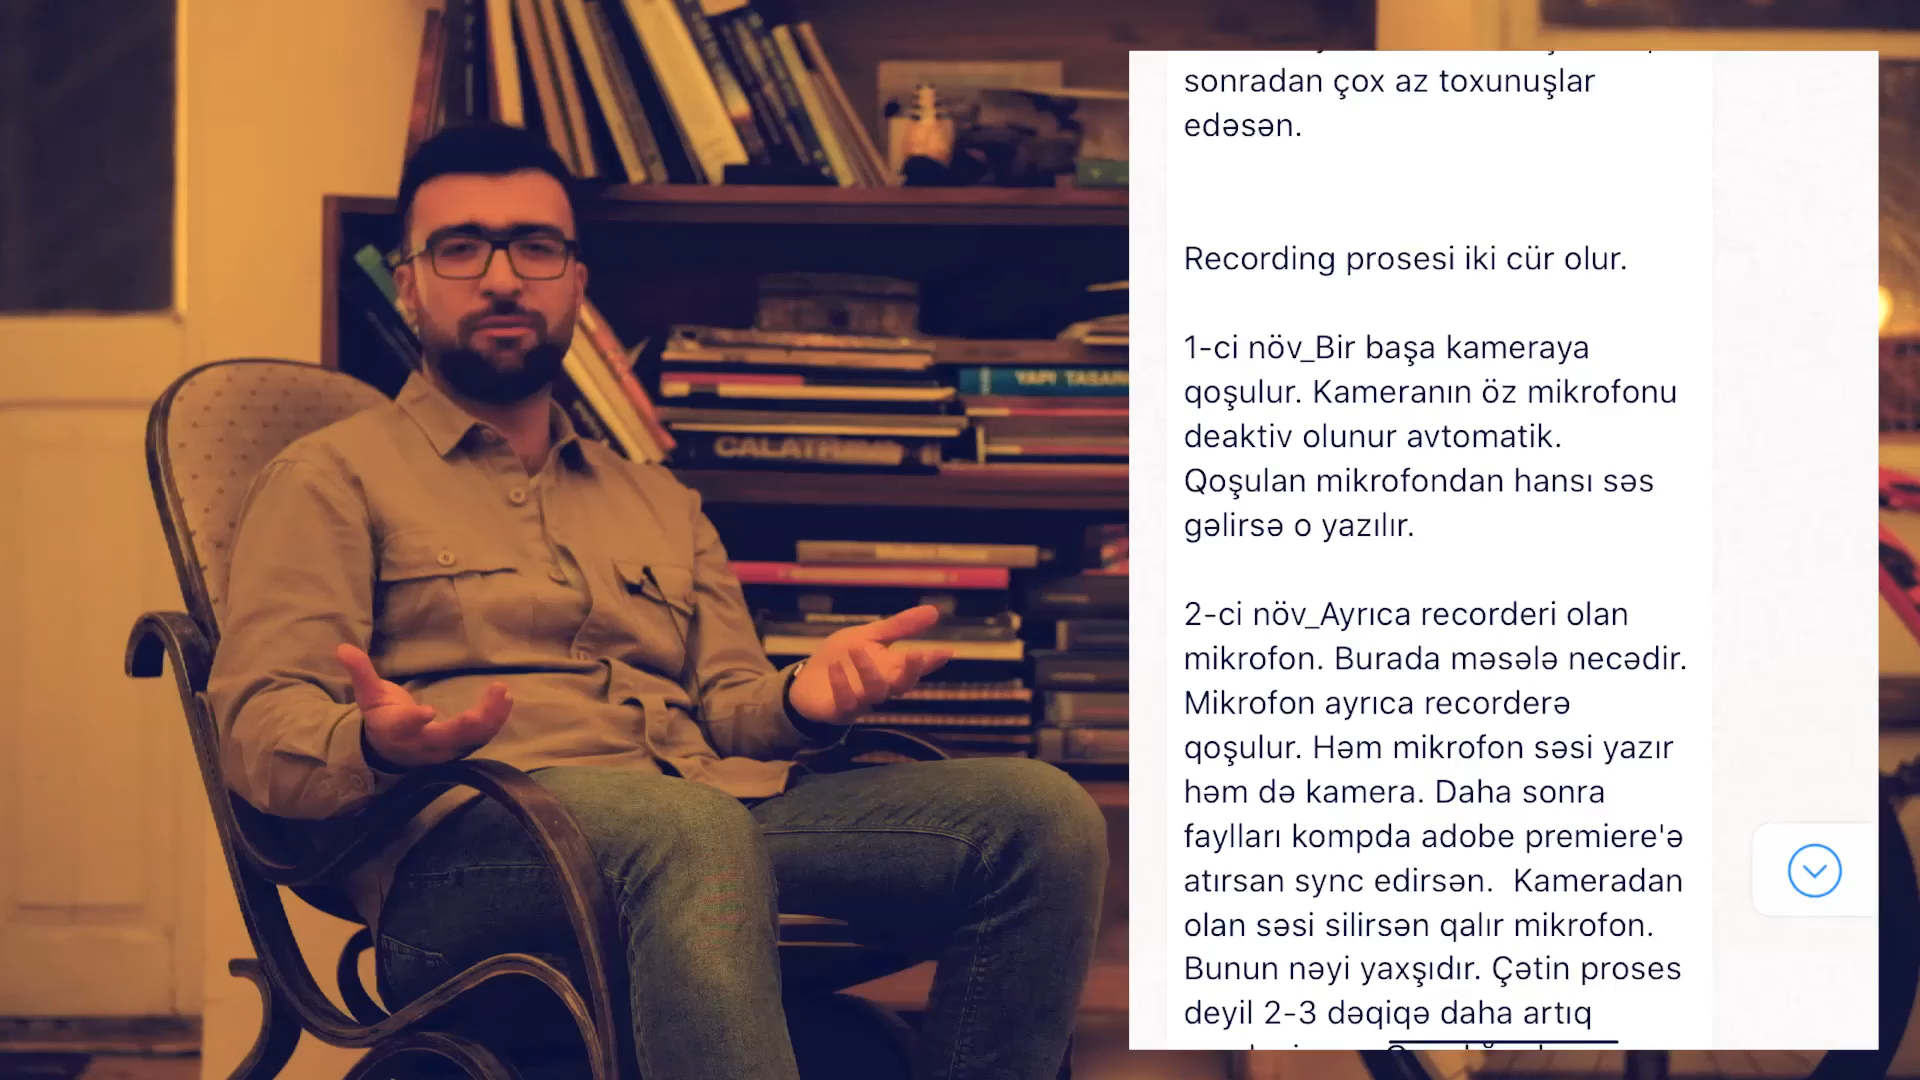 sonradan çox az toxunuşlar
edəsən.
Recording prosesi iki cür olur.
1-ci növ_Bir başa kameraya
qoşulur. Kameranın öz mikrofonu
deaktiv olunur avtomatik.
Qoşulan mikrofondan hansı səs
gəlirsə o yazılır.
2-ci növ_Ayrıca recorderi olan
mikrofon. Burada məsələ necədir.
Mikrofon ayrıca recorderə
qoşulur. Həm mikrofon səsi yazır
həm də kamera. Daha sonra
faylları kompda adobe premiere'ə
atırsan sync edirsən. Kameradan
olan səsi silirsən qalır mikrofon.
Bunun nəyi yaxşıdır. Çətin proses
deyil 2-3 dəqiqə daha artıq
YAPI